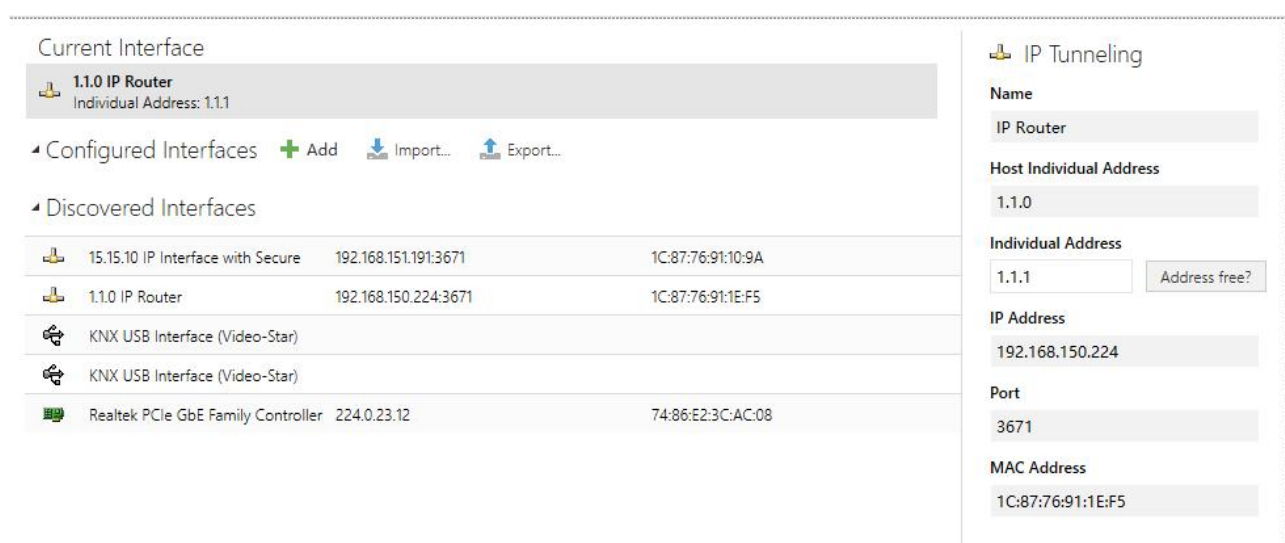 Current Interface
1.1.0 IP Router
Individual Address: 1.1.1
Configured Interfaces Add Import... Export...
Discovered Interfaces
15.15.10 IP Interface with Secure 192.168.151.191:3671 1C:87:76:91:10:9A
1.1.0 IP Router 192.168.150.224:3671 1C:87:76:91:1E:F5
KNX USB Interface (Video-Star)
KNX USB Interface (Video-Star)
Realtek PCIe GbE Family Controller 224.0.23.12 74:86:E2:3C:AC:08
IP Tunneling
Name
IP Router
Host Individual Address
1.1.0
Individual Address
1.1.1 Address free?
IP Address
192.168.150.224
Port
3671
MAC Address
1C:87:76:91:1E:F5